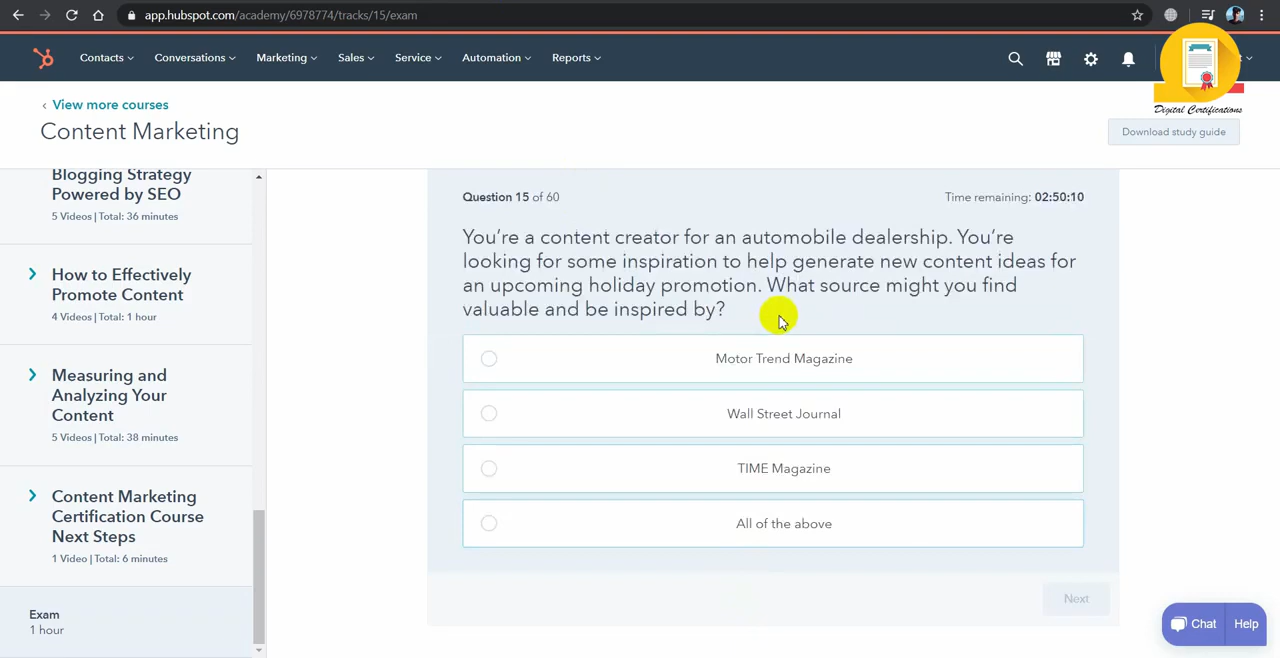 app.hubspot.com/academy/6978774/tracks/15/exam
Contacts
Conversations
Marketing
Sales
Service
Automation
Reports
View more courses
Content Marketing
Digital Certifications
Download study guide
Blogging Strategy
Powered by SEO
5 Videos | Total: 36 minutes
How to Effectively
Promote Content
4 Videos | Total: 1 hour
Measuring and
Analyzing Your
Content
5 Videos | Total: 38 minutes
Content Marketing
Certification Course
Next Steps
1 Video | Total: 6 minutes
Exam
1 hour
Question 15 of 60
Time remaining: 02:50:10
You’re a content creator for an automobile dealership. You’re
looking for some inspiration to help generate new content ideas for
an upcoming holiday promotion. What source might you find
valuable and be inspired by?
Motor Trend Magazine
Wall Street Journal
TIME Magazine
All of the above
Next
Chat
Help